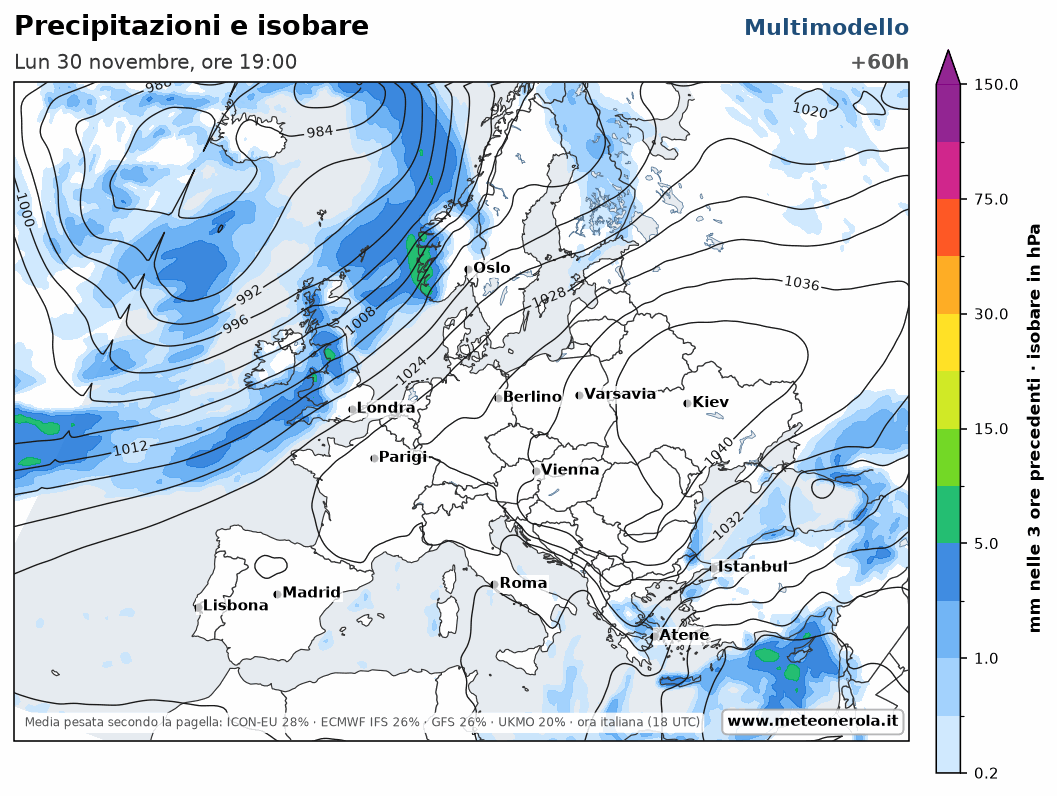 Precipitazioni e isobare
Multimodello
Lun 30 novembre, ore 19:00
+60h
984
1020
1000
Oslo
1036
992
1028
996
1008
1024
Londra
Berlino
Varsavia
Kiev
1012
Parigi
Vienna
1040
1032
Istanbul
Madrid
Roma
Lisbona
Atene
Media pesata secondo la pagella: ICON-EU 28% · ECMWF IFS 26% · GFS 26% · UKMO 20% · ora italiana (18 UTC)
www.meteonerola.it
150.0
75.0
30.0
15.0
5.0
1.0
0.2
mm nelle 3 ore precedenti · isobare in hPa